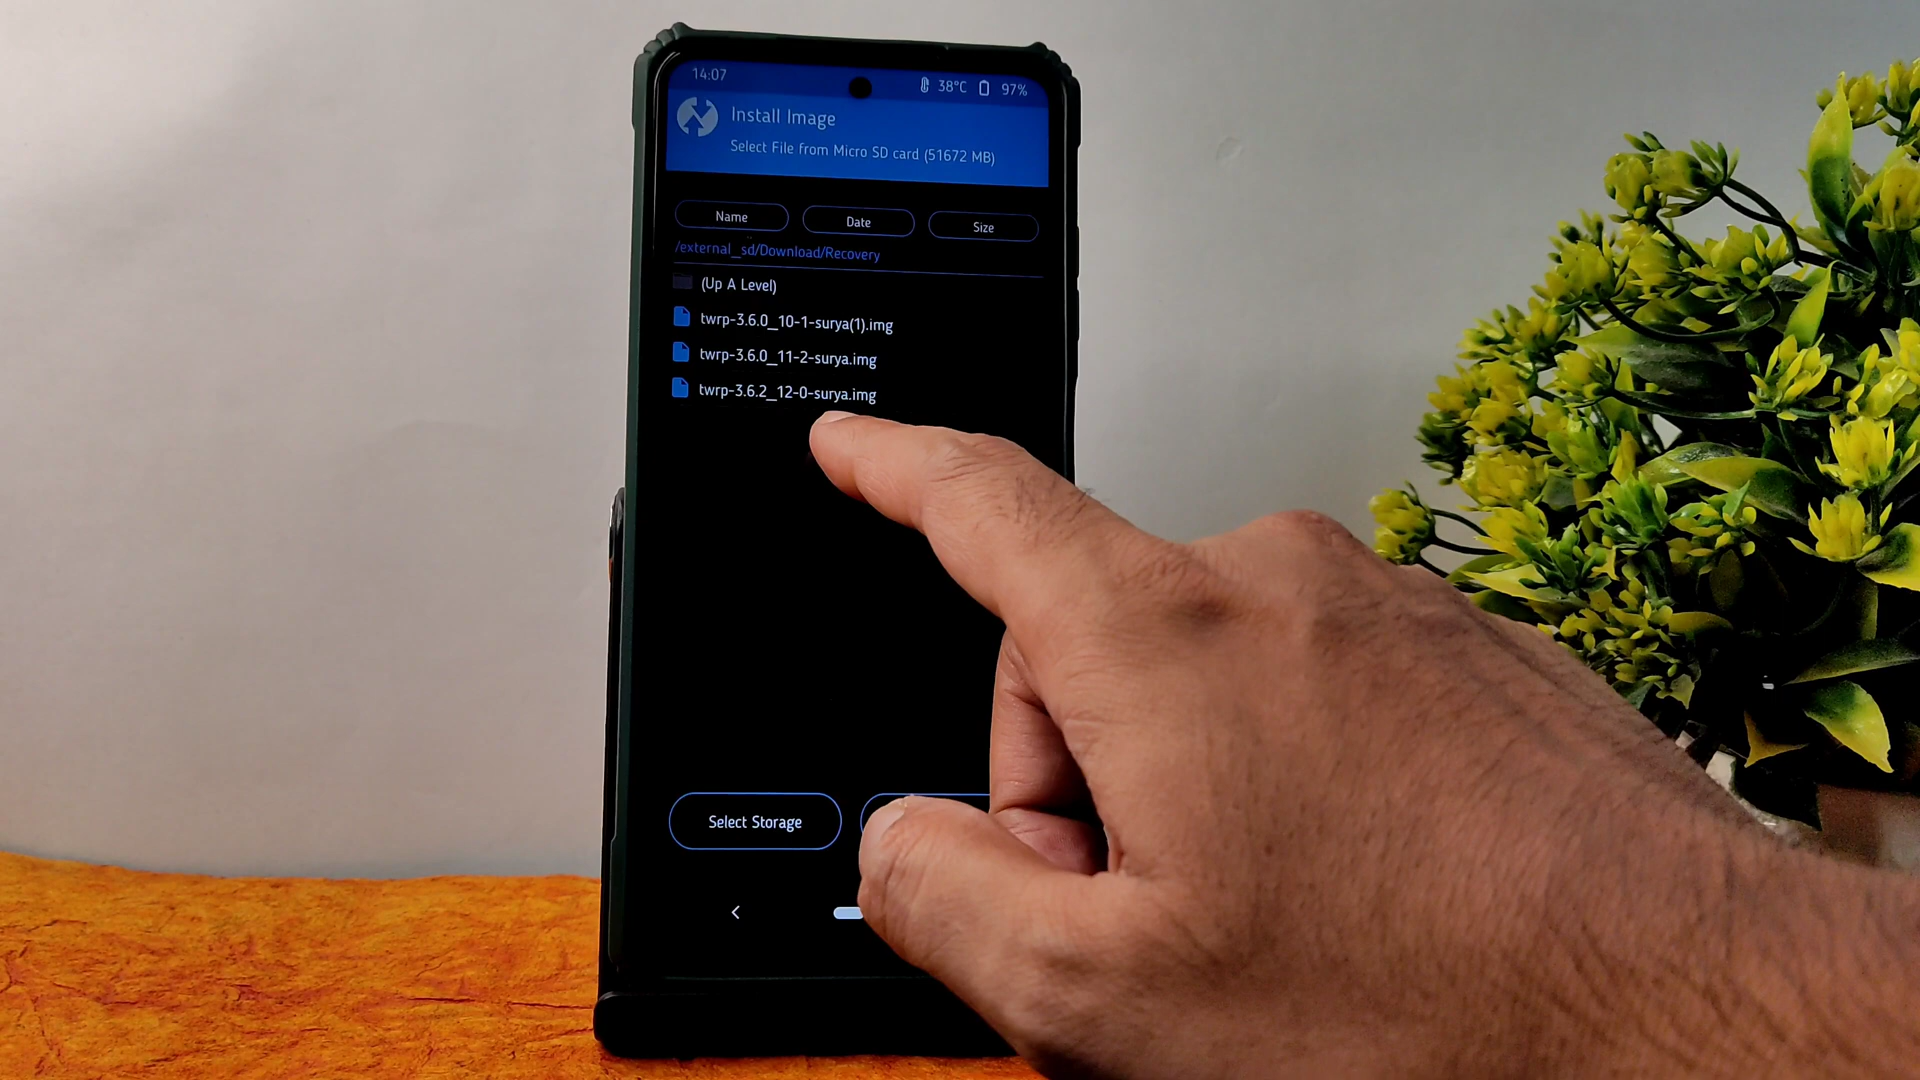 14:07 38°C 97%
Install Image
Select File from Micro SD card (51672 MB)
Name Date Size
/external_sd/Download/Recovery
(Up A Level)
twrp-3.6.0_10-1-surya(1).img
twrp-3.6.0_11-2-surya.img
twrp-3.6.2_12-0-surya.img
Select Storage